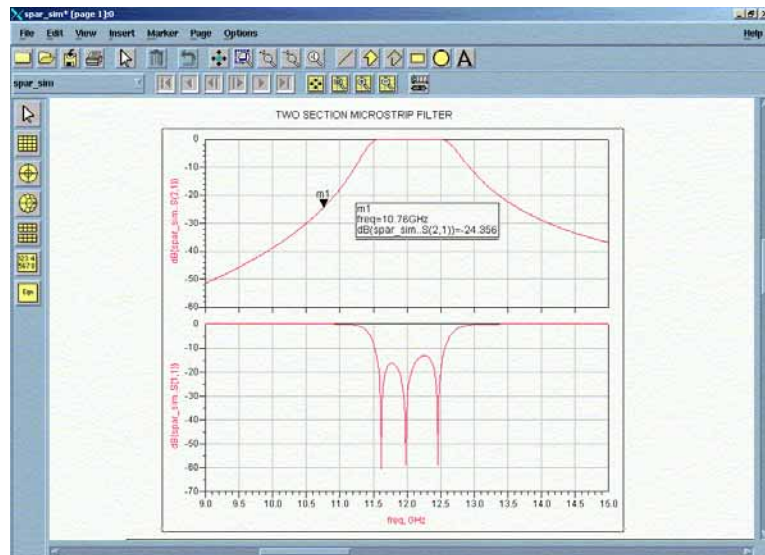 spar_sim* [page 1]:0
File Edit View Insert Marker Page Options Help
A
spar_sim
TWO SECTION MICROSTRIP FILTER
0
-10
-20
-30
-40
-50
-60
dB(spar_sim..S(2,1))
m1
m1
freq=10.76GHz
dB(spar_sim..S(2,1))=-24.356
0
-10
-20
-30
-40
-50
-60
-70
dB(spar_sim..S(1,1))
9.0 9.5 10.0 10.5 11.0 11.5 12.0 12.5 13.0 13.5 14.0 14.5 15.0
freq, GHz
Eqn